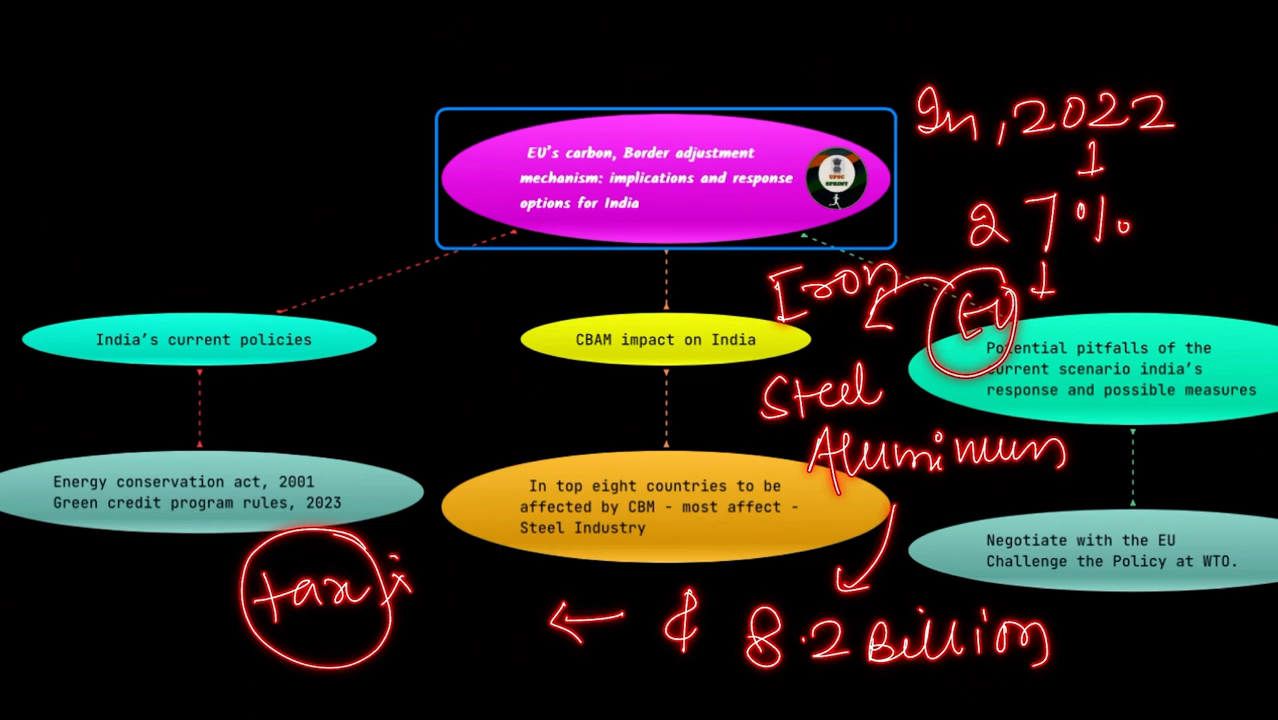 EU's carbon, Border adjustment
mechanism: implications and response
options for India
UPSC
SPRINT
In, 2022
27%
EU
Iron
Steel
Aluminum
$ 8.2 Billion
India's current policies
CBAM impact on India
Potential pitfalls of the
current scenario india's
response and possible measures
Energy conservation act, 2001
Green credit program rules, 2023
In top eight countries to be
affected by CBM - most affect -
Steel Industry
Negotiate with the EU
Challenge the Policy at WTO.
tax